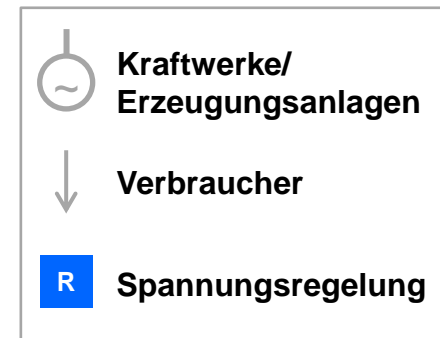 ~
Kraftwerke/
Erzeugungsanlagen
Verbraucher
R Spannungsregelung